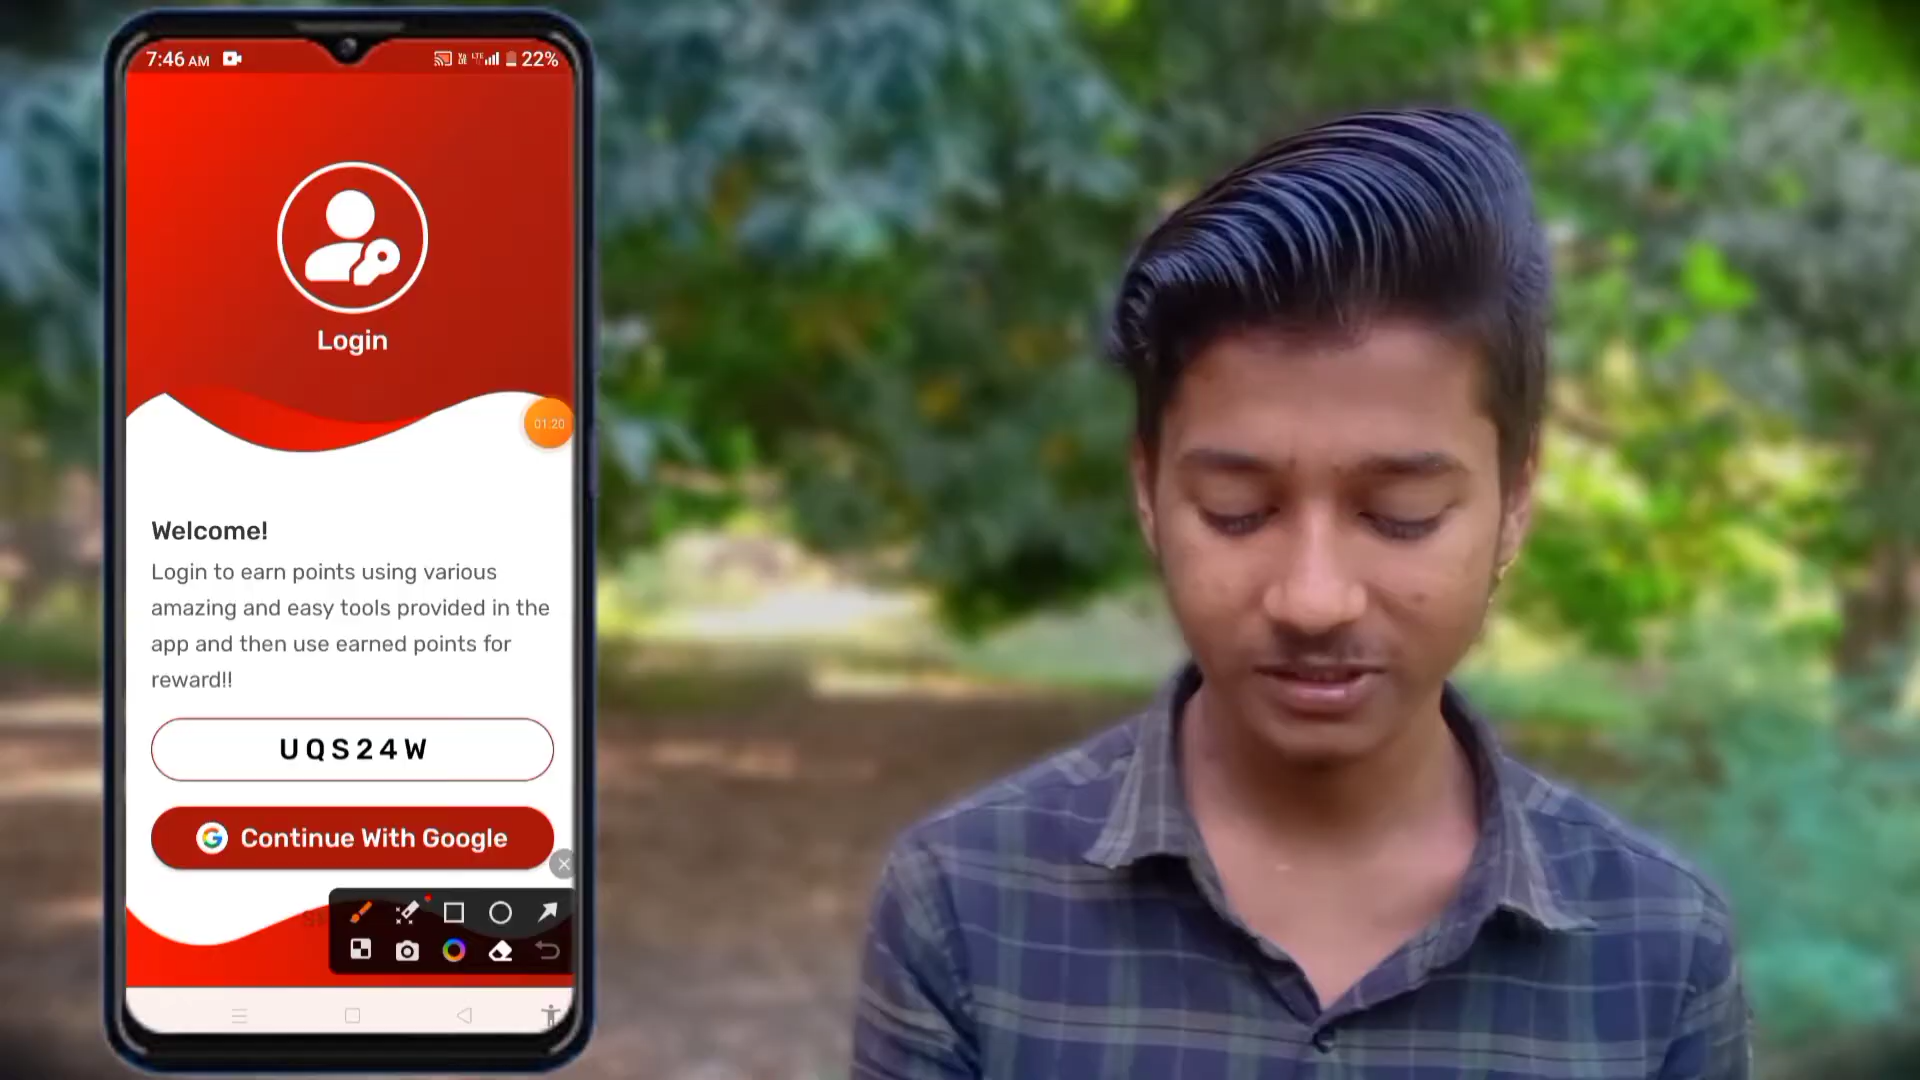 7:46 AM 22%
Login
01:20
Welcome!
Login to earn points using various
amazing and easy tools provided in the
app and then use earned points for
reward!!
UQS24W
Continue With Google